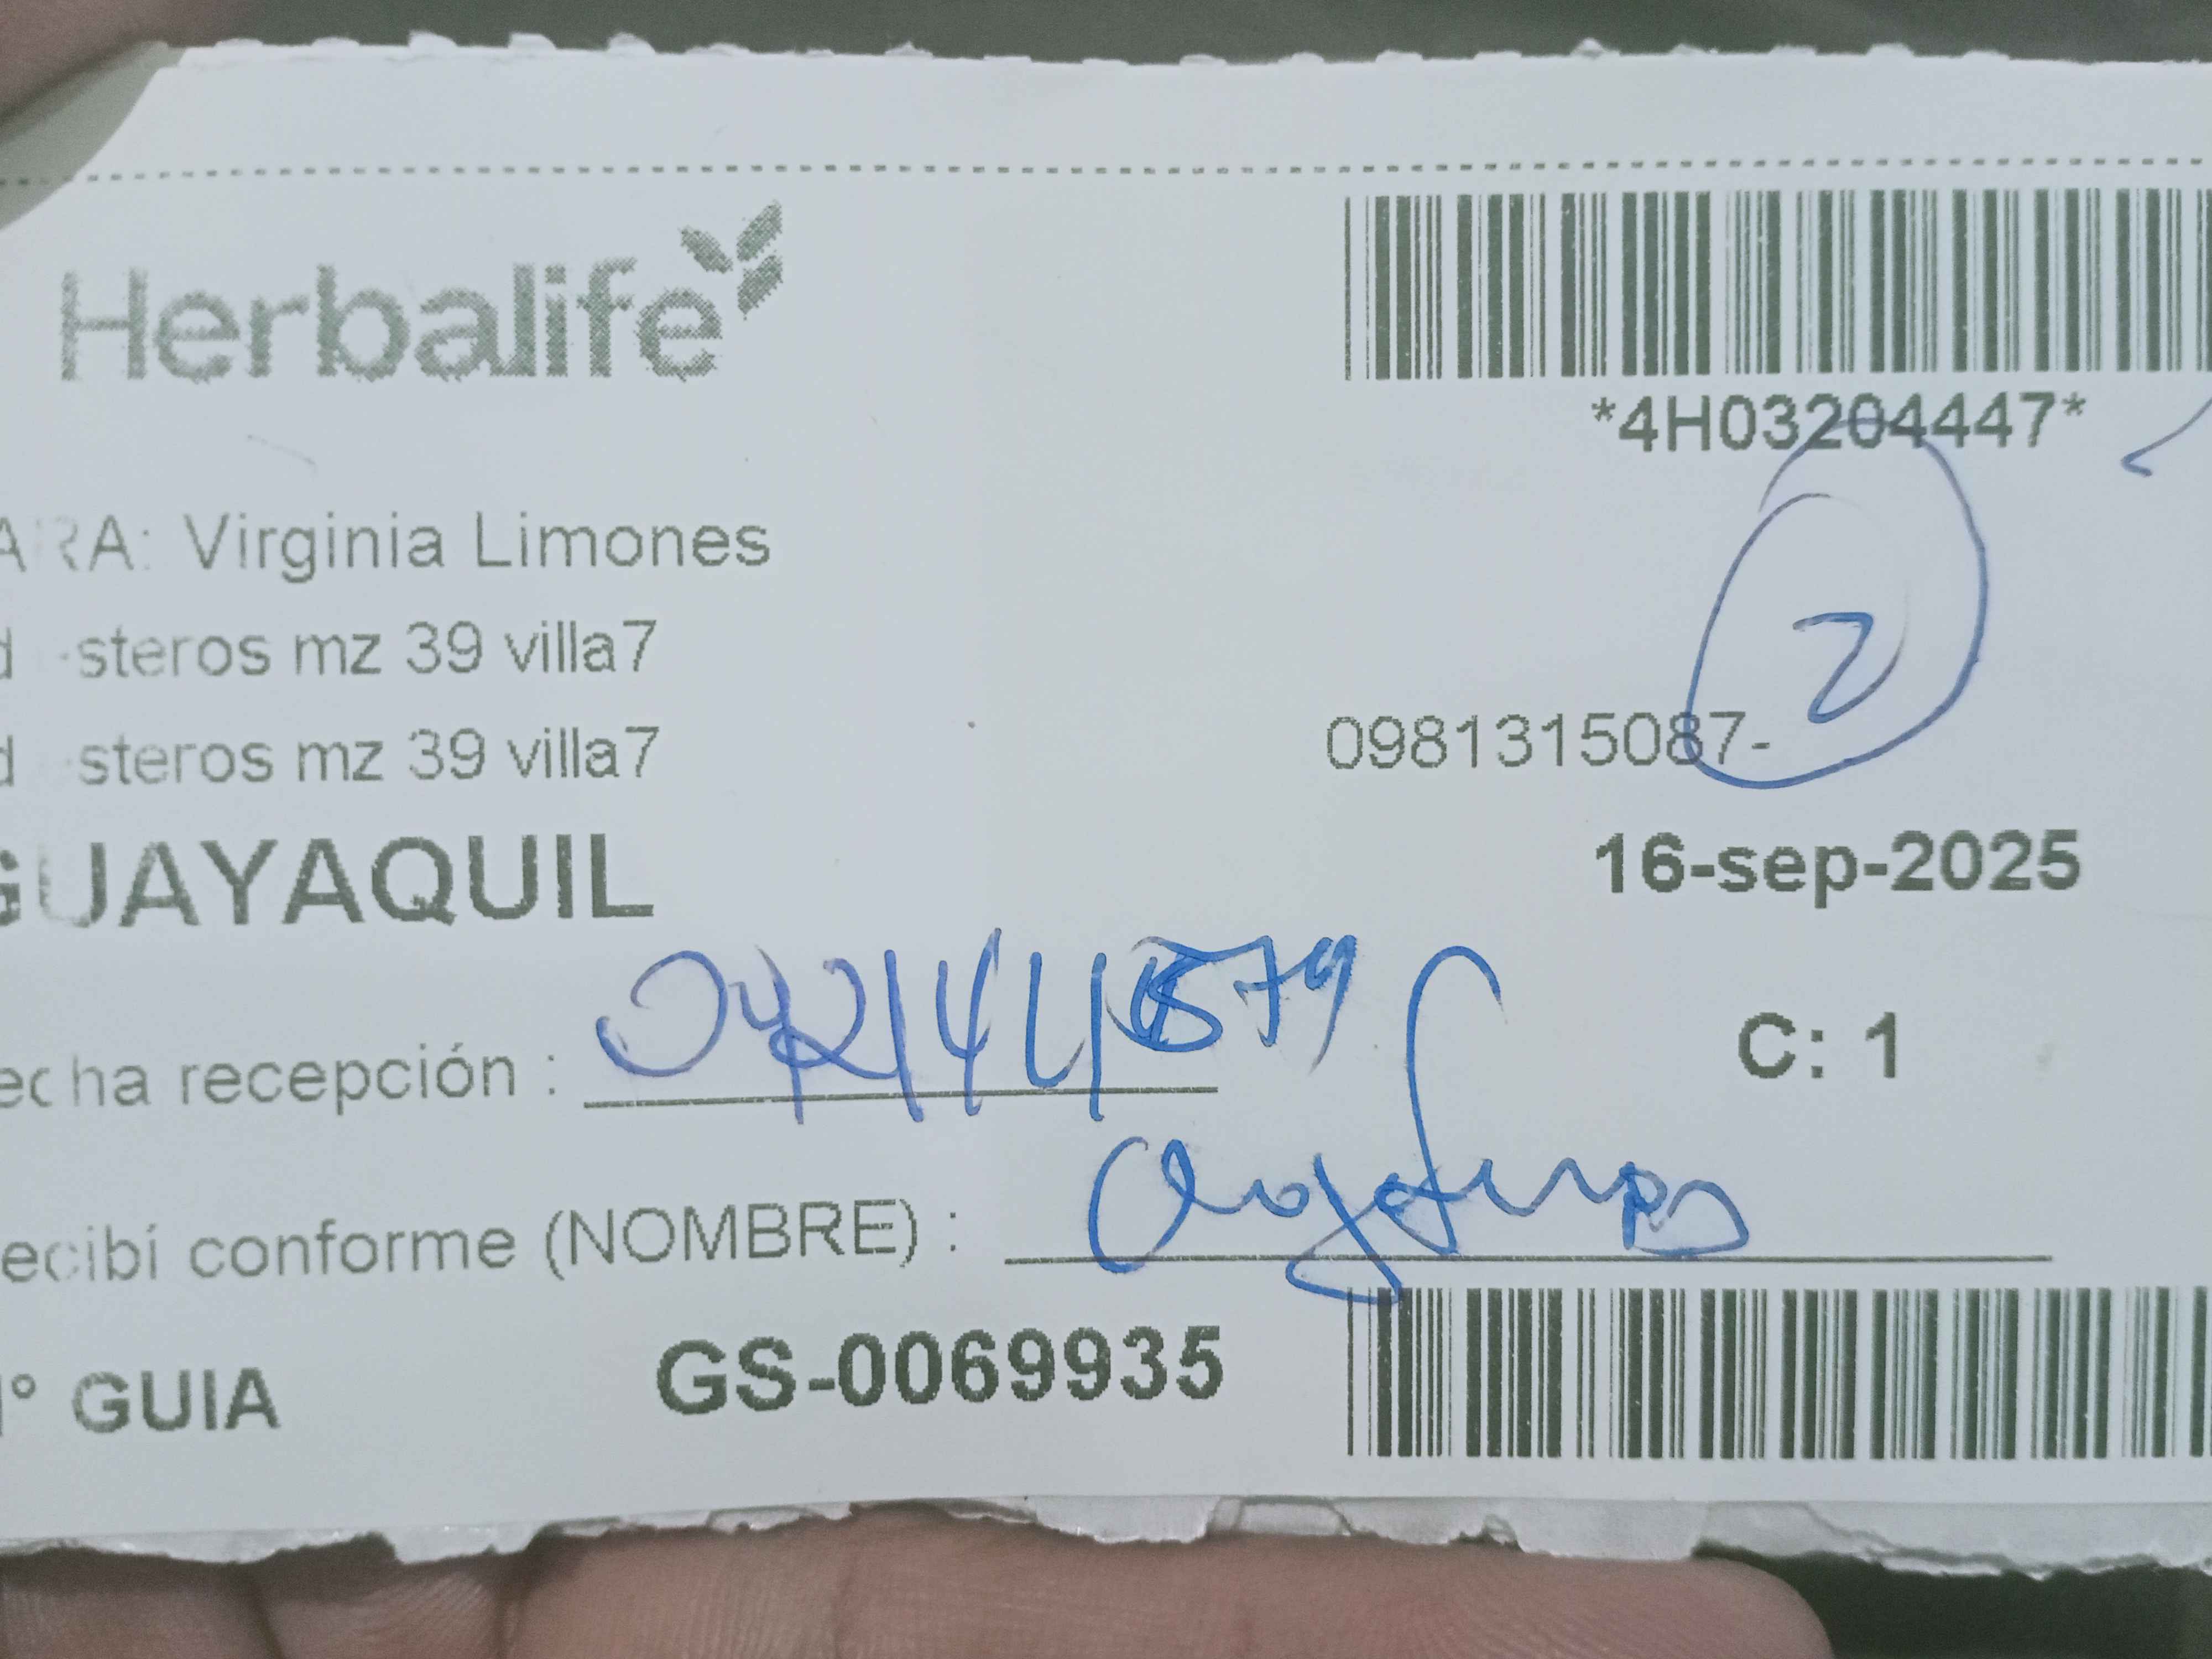 Herbalife
*4H03204447*
ARA: Virginia Limones
steros mz 39 villa7
steros mz 39 villa7
2
0981315087-
GUAYAQUIL
16-sep-2025
echa recepción :
C: 1
ecibí conforme (NOMBRE) :
N° GUIA GS-0069935